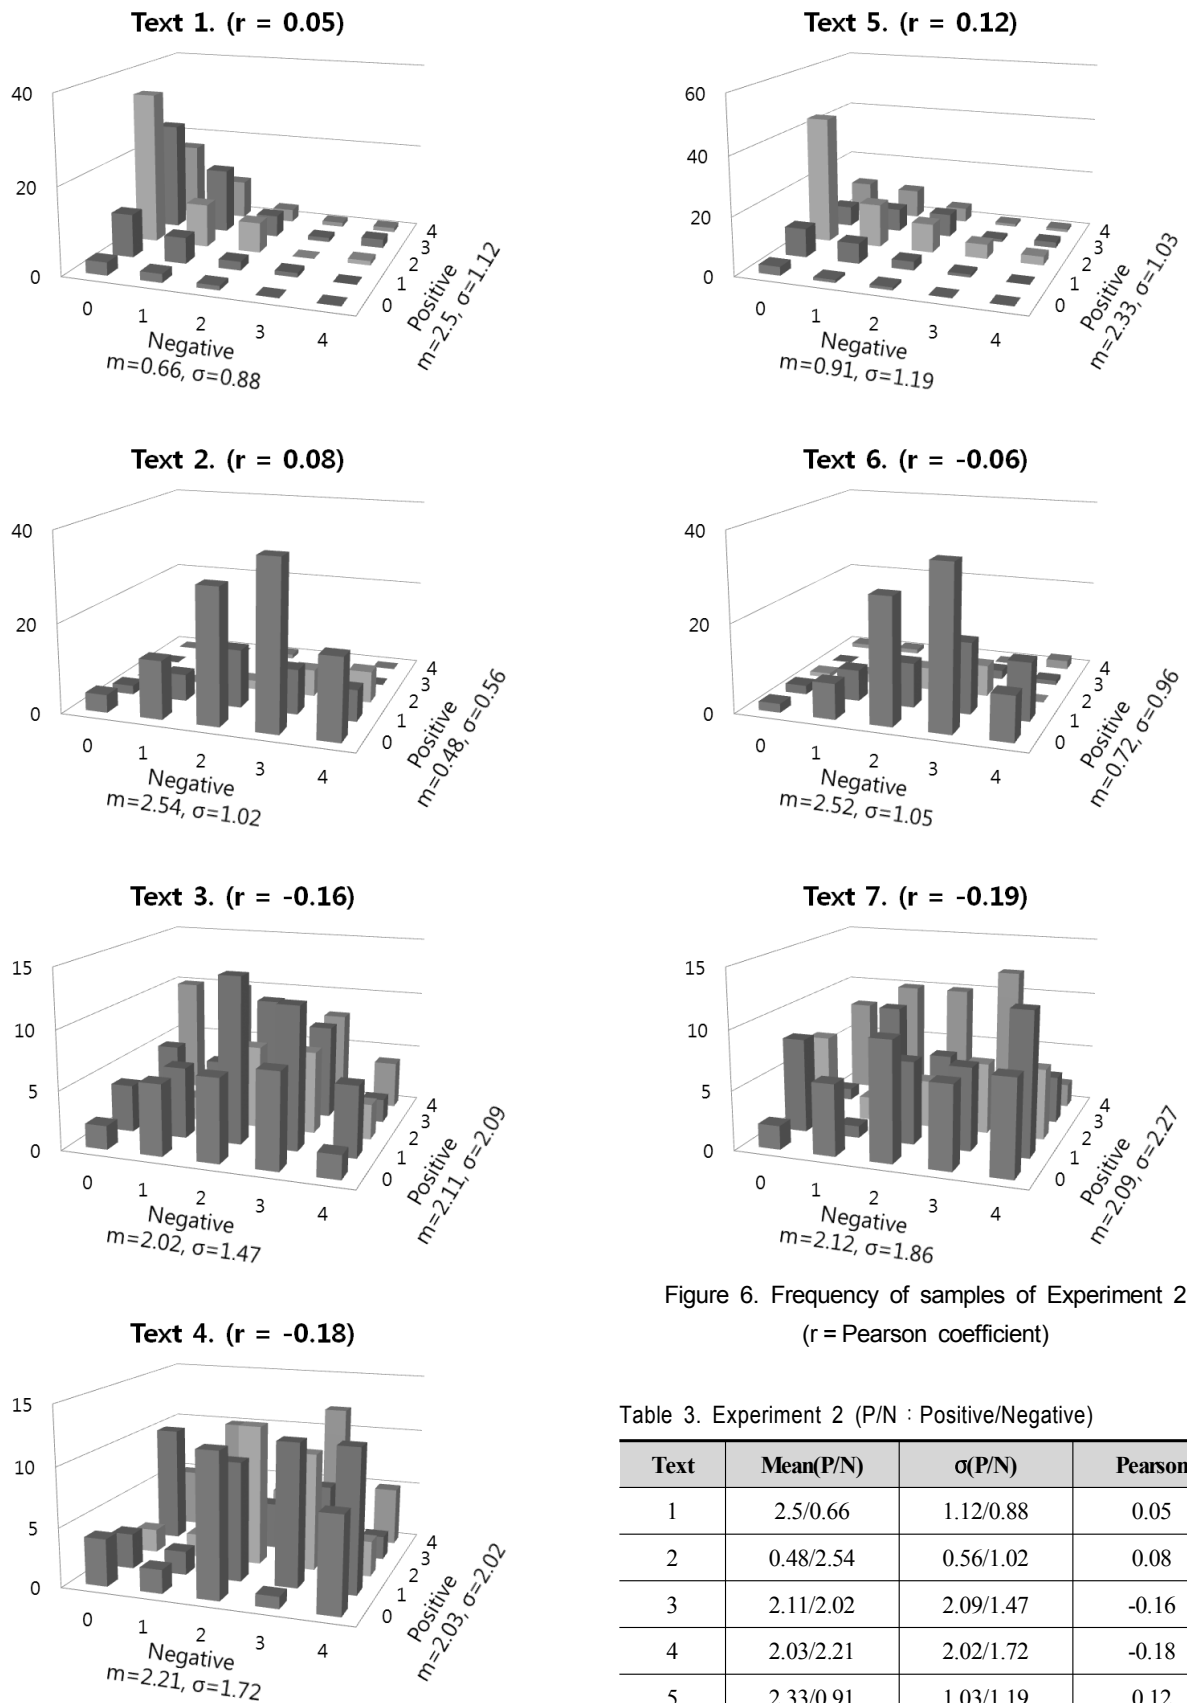 Text 1. (r = 0.05)
40
20
0
0
1
2
3
4
Negative
m=0.66, σ=0.88
0
1
2
3
4
Positive
m=2.5, σ=1.12
Text 2. (r = 0.08)
40
20
0
0
1
2
3
4
Negative
m=2.54, σ=1.02
0
1
2
3
4
Positive
m=0.48, σ=0.56
Text 3. (r = -0.16)
15
10
5
0
0
1
2
3
4
Negative
m=2.02, σ=1.47
0
1
2
3
4
Positive
m=2.11, σ=2.09
Text 4. (r = -0.18)
15
10
5
0
0
1
2
3
4
Negative
m=2.21, σ=1.72
0
1
2
3
4
Positive
m=2.03, σ=2.02
Text 5. (r = 0.12)
60
40
20
0
0
1
2
3
4
Negative
m=0.91, σ=1.19
0
1
2
3
4
Positive
m=2.33, σ=1.03
Text 6. (r = -0.06)
40
20
0
0
1
2
3
4
Negative
m=2.52, σ=1.05
0
1
2
3
4
Positive
m=0.72, σ=0.96
Text 7. (r = -0.19)
15
10
5
0
0
1
2
3
4
Negative
m=2.12, σ=1.86
0
1
2
3
4
Positive
m=2.09, σ=2.27
Figure 6. Frequency of samples of Experiment 2
(r = Pearson coefficient)
Table 3. Experiment 2 (P/N : Positive/Negative)
Text Mean(P/N) σ(P/N) Pearson
1 2.5/0.66 1.12/0.88 0.05
2 0.48/2.54 0.56/1.02 0.08
3 2.11/2.02 2.09/1.47 -0.16
4 2.03/2.21 2.02/1.72 -0.18
5 2.33/0.91 1.03/1.19 0.12